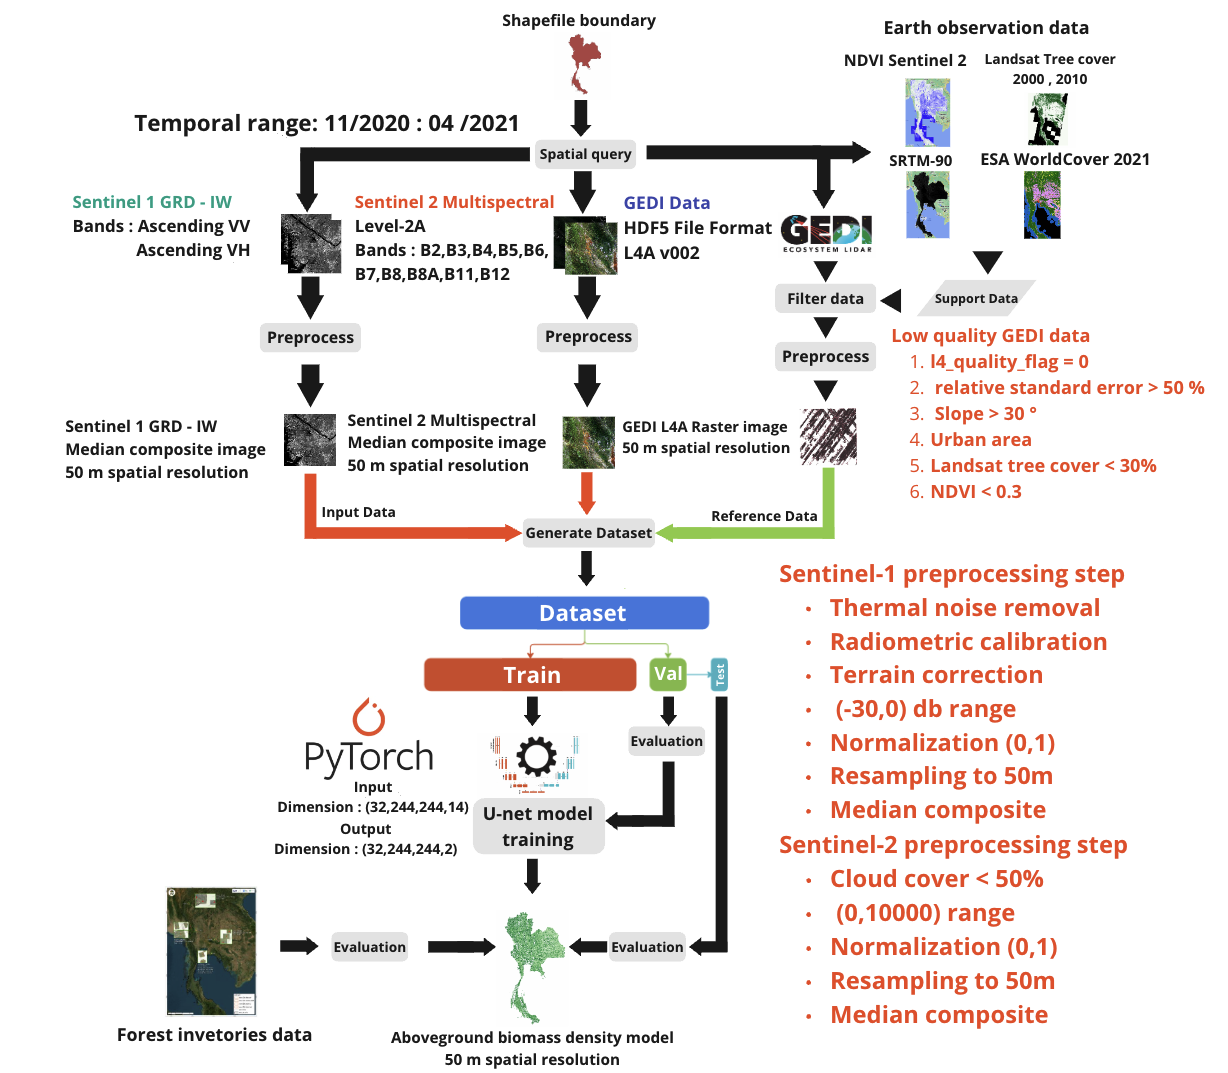 Shapefile boundary
Earth observation data
NDVI Sentinel 2
Landsat Tree cover
2000 , 2010
Temporal range: 11/2020 : 04 /2021
Spatial query
SRTM-90
ESA WorldCover 2021
Sentinel 1 GRD - IW
Bands : Ascending VV
Ascending VH
Sentinel 2 Multispectral
Level-2A
Bands : B2,B3,B4,B5,B6,
B7,B8,B8A,B11,B12
GEDI Data
HDF5 File Format
L4A v002
GEDI
ECOSYSTEM LIDAR
Filter data
Support Data
Preprocess
Preprocess
Preprocess
Low quality GEDI data
1. l4_quality_flag = 0
2. relative standard error > 50 %
3. Slope > 30 °
4. Urban area
5. Landsat tree cover < 30%
6. NDVI < 0.3
Sentinel 1 GRD - IW
Median composite image
50 m spatial resolution
Sentinel 2 Multispectral
Median composite image
50 m spatial resolution
GEDI L4A Raster image
50 m spatial resolution
Input Data
Reference Data
Generate Dataset
Dataset
Train
Val
Test
Evaluation
PyTorch
Input
Dimension : (32,244,244,14)
Output
Dimension : (32,244,244,2)
U-net model
training
Sentinel-1 preprocessing step
• Thermal noise removal
• Radiometric calibration
• Terrain correction
• (-30,0) db range
• Normalization (0,1)
• Resampling to 50m
• Median composite
Sentinel-2 preprocessing step
• Cloud cover < 50%
• (0,10000) range
• Normalization (0,1)
• Resampling to 50m
• Median composite
Evaluation
Evaluation
Forest invetories data
Aboveground biomass density model
50 m spatial resolution